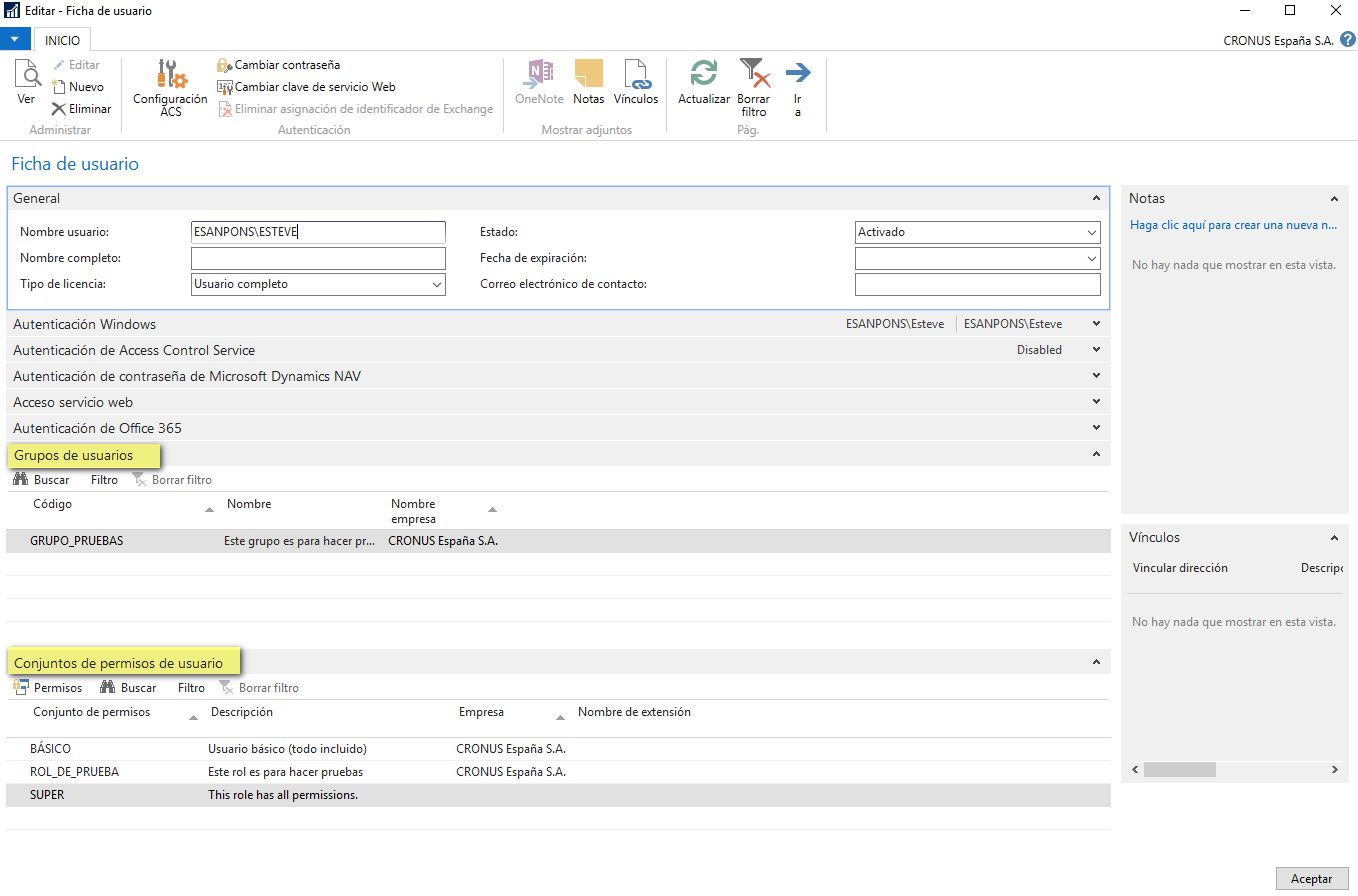 Editar - Ficha de usuario
INICIO
CRONUS España S.A.
Ver
Editar
Nuevo
Eliminar
Administrar
Configuración
ACS
Cambiar contraseña
Cambiar clave de servicio Web
Eliminar asignación de identificador de Exchange
Autenticación
OneNote
Notas
Vínculos
Mostrar adjuntos
Actualizar
Borrar
filtro
Ir
a
Pág.
Ficha de usuario
General
Nombre usuario: ESANPONS\ESTEVE
Estado: Activado
Nombre completo:
Fecha de expiración:
Tipo de licencia: Usuario completo
Correo electrónico de contacto:
Autenticación Windows ESANPONS\Esteve ESANPONS\Esteve
Autenticación de Access Control Service Disabled
Autenticación de contraseña de Microsoft Dynamics NAV
Acceso servicio web
Autenticación de Office 365
Grupos de usuarios
Buscar Filtro Borrar filtro
Código Nombre Nombre
empresa
GRUPO_PRUEBAS Este grupo es para hacer pr... CRONUS España S.A.
Conjuntos de permisos de usuario
Permisos Buscar Filtro Borrar filtro
Conjunto de permisos Descripción Empresa Nombre de extensión
BÁSICO Usuario básico (todo incluido) CRONUS España S.A.
ROL_DE_PRUEBA Este rol es para hacer pruebas CRONUS España S.A.
SUPER This role has all permissions.
Notas
Haga clic aquí para crear una nueva n...
No hay nada que mostrar en esta vista.
Vínculos
Vincular dirección Descripc
No hay nada que mostrar en esta vista.
Aceptar